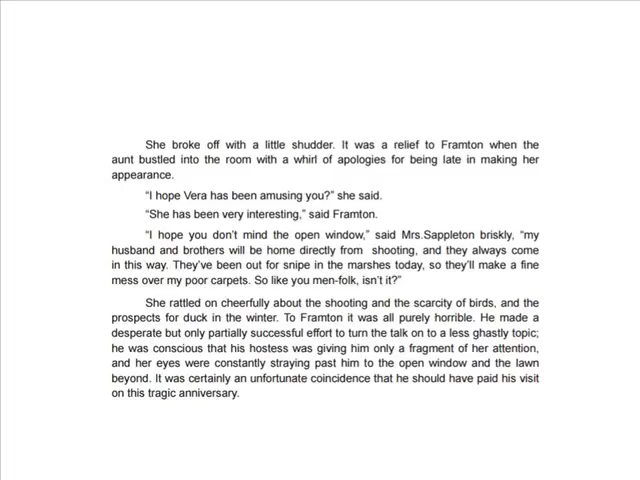 She broke off with a little shudder. It was a relief to Framton when the
aunt bustled into the room with a whirl of apologies for being late in making her
appearance.
“I hope Vera has been amusing you?” she said.
“She has been very interesting,” said Framton.
“I hope you don’t mind the open window,” said Mrs.Sappleton briskly, “my
husband and brothers will be home directly from shooting, and they always come
in this way. They’ve been out for snipe in the marshes today, so they’ll make a fine
mess over my poor carpets. So like you men-folk, isn’t it?”
She rattled on cheerfully about the shooting and the scarcity of birds, and the
prospects for duck in the winter. To Framton it was all purely horrible. He made a
desperate but only partially successful effort to turn the talk on to a less ghastly topic;
he was conscious that his hostess was giving him only a fragment of her attention,
and her eyes were constantly straying past him to the open window and the lawn
beyond. It was certainly an unfortunate coincidence that he should have paid his visit
on this tragic anniversary.